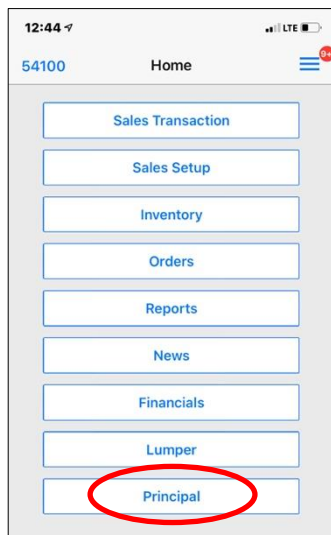 12:44 LTE
54100 Home 9+
Sales Transaction
Sales Setup
Inventory
Orders
Reports
News
Financials
Lumper
Principal